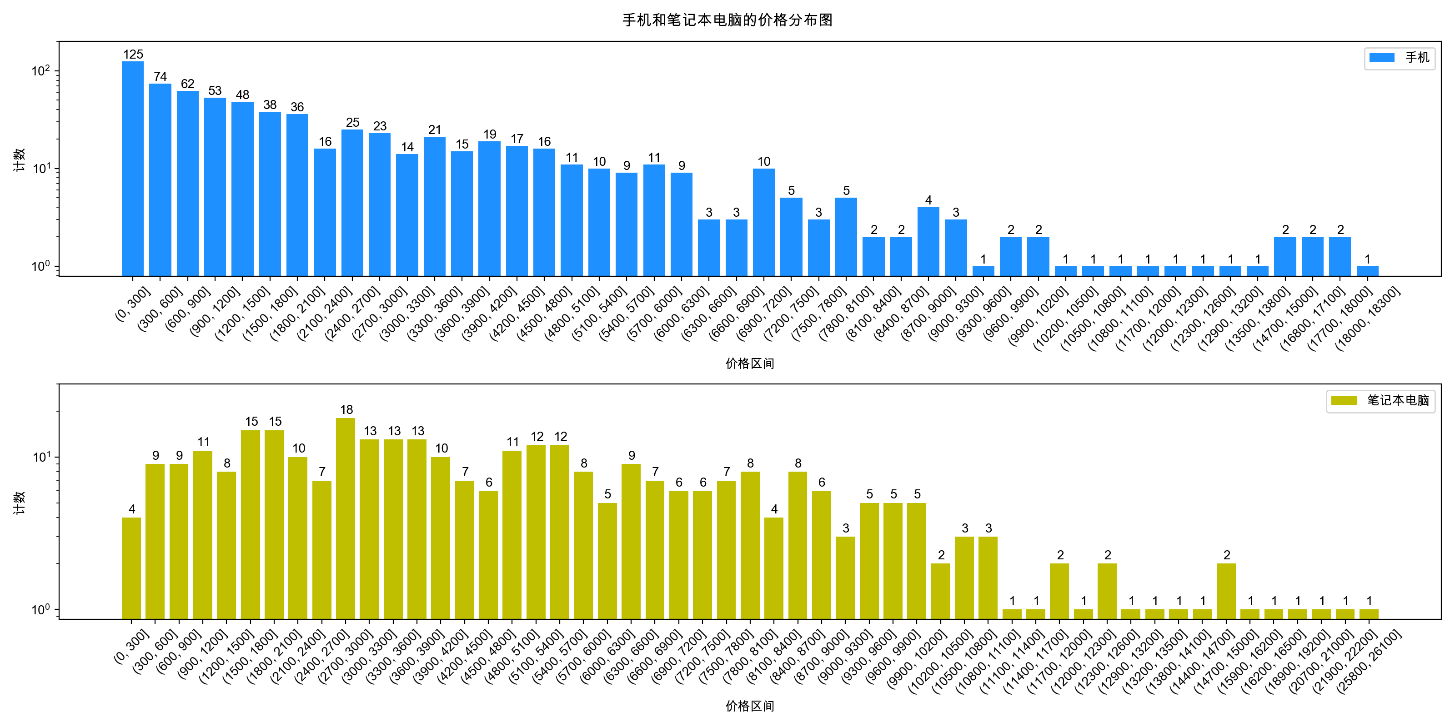 手机和笔记本电脑的价格分布图
手机
125 74 62 53 48 38 36 16 25 23 14 21 15 19 17 16 11 10 9 11 9 3 3 10 5 3 5 2 2 4 3 1 2 2 1 1 1 1 1 1 1 1 2 2 2 1
10²
10¹
10⁰
计数
(0, 300] (300, 600] (600, 900] (900, 1200] (1200, 1500] (1500, 1800] (1800, 2100] (2100, 2400] (2400, 2700] (2700, 3000] (3000, 3300] (3300, 3600] (3600, 3900] (3900, 4200] (4200, 4500] (4500, 4800] (4800, 5100] (5100, 5400] (5400, 5700] (5700, 6000] (6000, 6300] (6300, 6600] (6600, 6900] (6900, 7200] (7200, 7500] (7500, 7800] (7800, 8100] (8100, 8400] (8400, 8700] (8700, 9000] (9000, 9300] (9300, 9600] (9600, 9900] (9900, 10200] (10200, 10500] (10500, 10800] (10800, 11100] (11700, 12000] (12000, 12300] (12300, 12600] (12900, 13200] (13500, 13800] (14700, 15000] (16800, 17100] (17700, 18000] (18000, 18300]
价格区间
笔记本电脑
4 9 9 11 8 15 15 10 7 18 13 13 13 10 7 6 11 12 12 8 5 9 7 6 6 7 8 4 8 6 3 5 5 5 2 3 3 1 1 2 1 2 1 1 1 1 2 1 1 1 1 1 1
10¹
10⁰
计数
(0, 300] (300, 600] (600, 900] (900, 1200] (1200, 1500] (1500, 1800] (1800, 2100] (2100, 2400] (2400, 2700] (2700, 3000] (3000, 3300] (3300, 3600] (3600, 3900] (3900, 4200] (4200, 4500] (4500, 4800] (4800, 5100] (5100, 5400] (5400, 5700] (5700, 6000] (6000, 6300] (6300, 6600] (6600, 6900] (6900, 7200] (7200, 7500] (7500, 7800] (7800, 8100] (8100, 8400] (8400, 8700] (8700, 9000] (9000, 9300] (9300, 9600] (9600, 9900] (9900, 10200] (10200, 10500] (10500, 10800] (10800, 11100] (11100, 11400] (11400, 11700] (11700, 12000] (12000, 12300] (12300, 12600] (12900, 13200] (13200, 13500] (13800, 14100] (14400, 14700] (14700, 15000] (15900, 16200] (16200, 16500] (18900, 19200] (20700, 21000] (21900, 22200] (25800, 26100]
价格区间